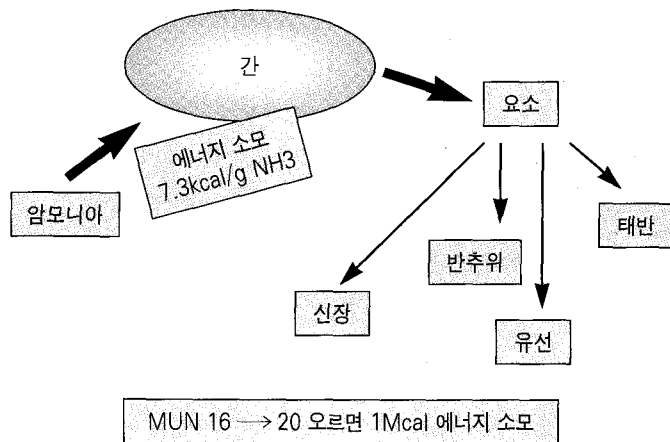 간
요소
에너지 소모
7.3kcal/g NH3
암모니아
태반
반추위
신장
유선
MUN 16 → 20 오르면 1Mcal 에너지 소모